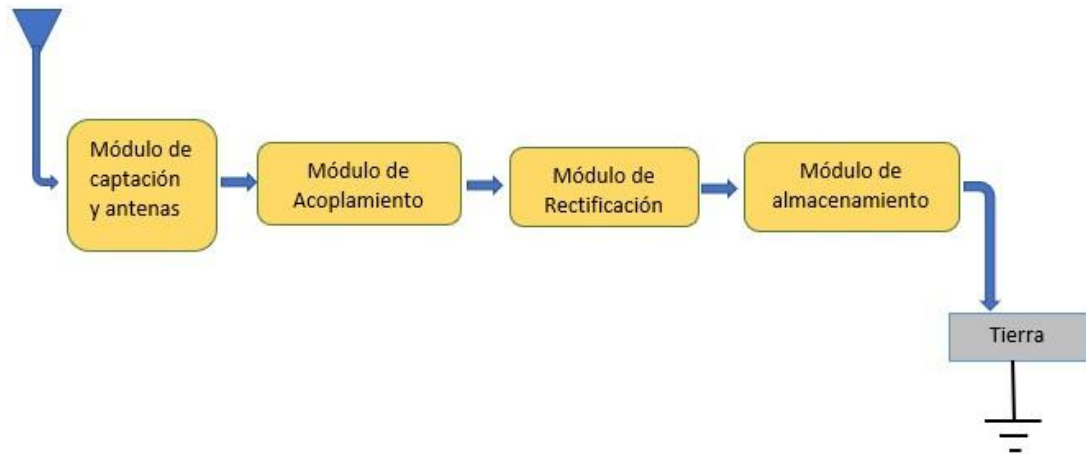 Módulo de
captación
y antenas
Módulo de
Acoplamiento
Módulo de
Rectificación
Módulo de
almacenamiento
Tierra